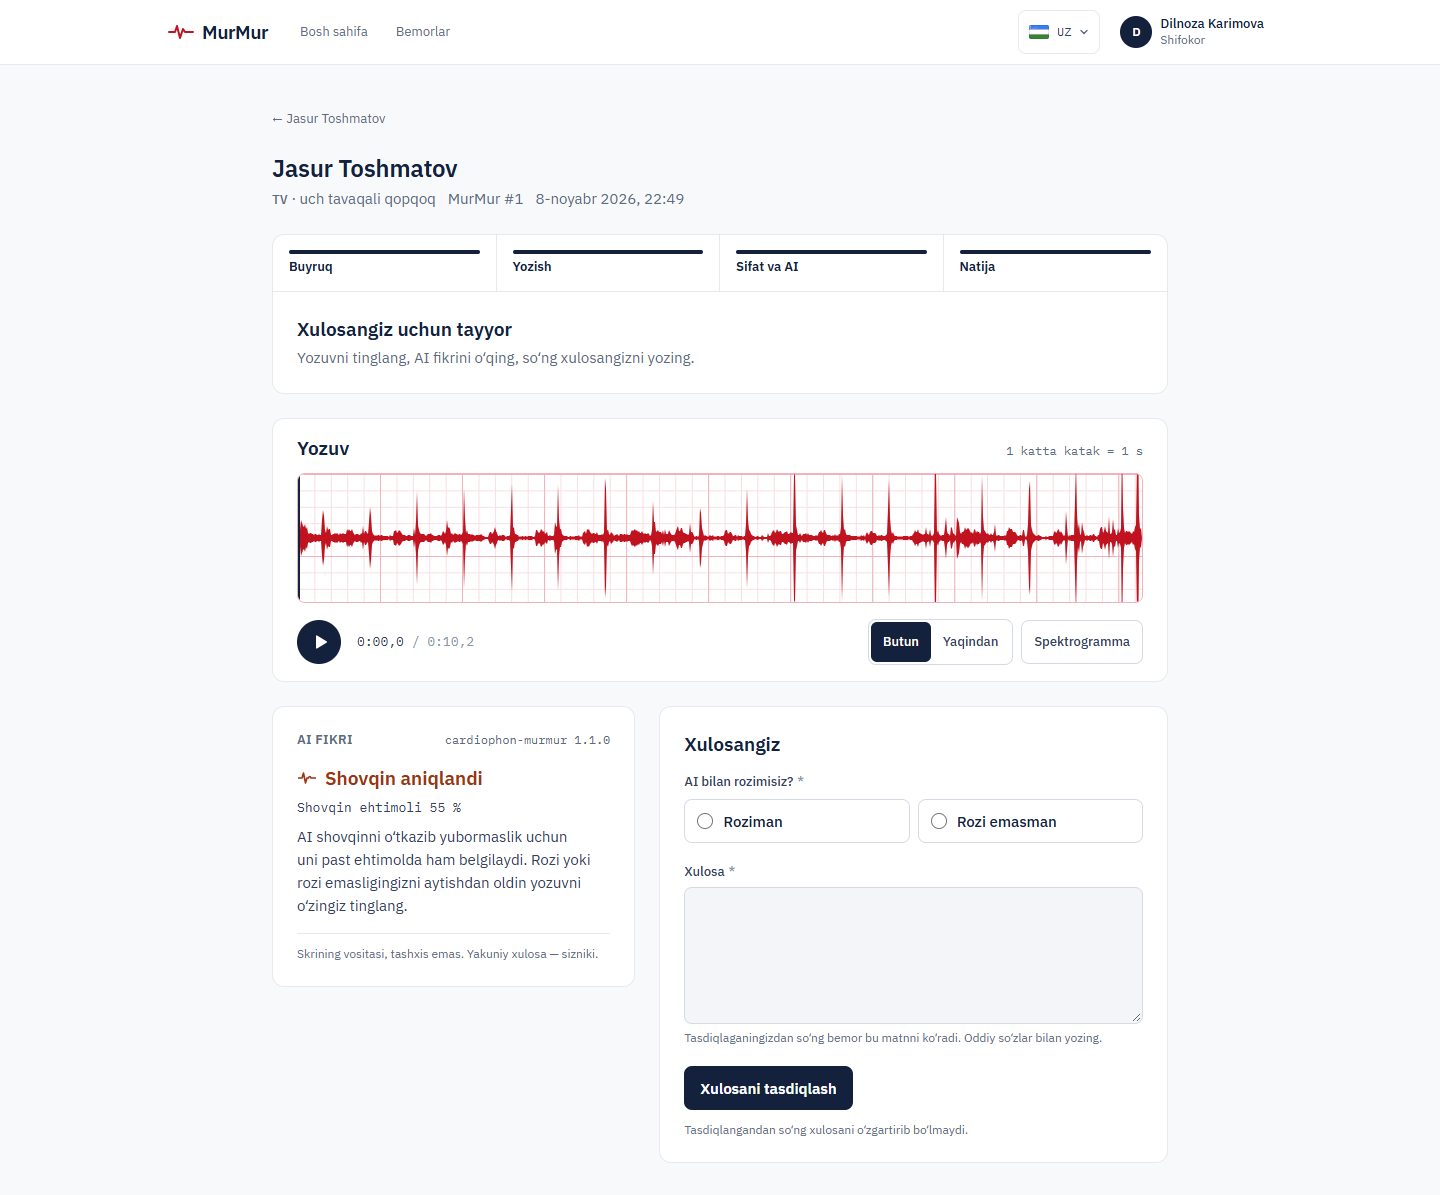 MurMur
Bosh sahifa
Bemorlar
UZ
D
Dilnoza Karimova
Shifokor
← Jasur Toshmatov
Jasur Toshmatov
TV · uch tavaqali qopqoq MurMur #1 8-noyabr 2026, 22:49
Buyruq
Yozish
Sifat va AI
Natija
Xulosangiz uchun tayyor
Yozuvni tinglang, AI fikrini oʻqing, soʻng xulosangizni yozing.
Yozuv
1 katta katak = 1 s
0:00,0 / 0:10,2
Butun
Yaqindan
Spektrogramma
AI FIKRI
cardiophon-murmur 1.1.0
Shovqin aniqlandi
Shovqin ehtimoli 55 %
AI shovqinni oʻtkazib yubormaslik uchun
uni past ehtimolda ham belgilaydi. Rozi yoki
rozi emasligingizni aytishdan oldin yozuvni
oʻzingiz tinglang.
Skrining vositasi, tashxis emas. Yakuniy xulosa — sizniki.
Xulosangiz
AI bilan rozimisiz? *
Roziman
Rozi emasman
Xulosa *
Tasdiqlaganingizdan soʻng bemor bu matnni koʻradi. Oddiy soʻzlar bilan yozing.
Xulosani tasdiqlash
Tasdiqlangandan soʻng xulosani oʻzgartirib boʻlmaydi.